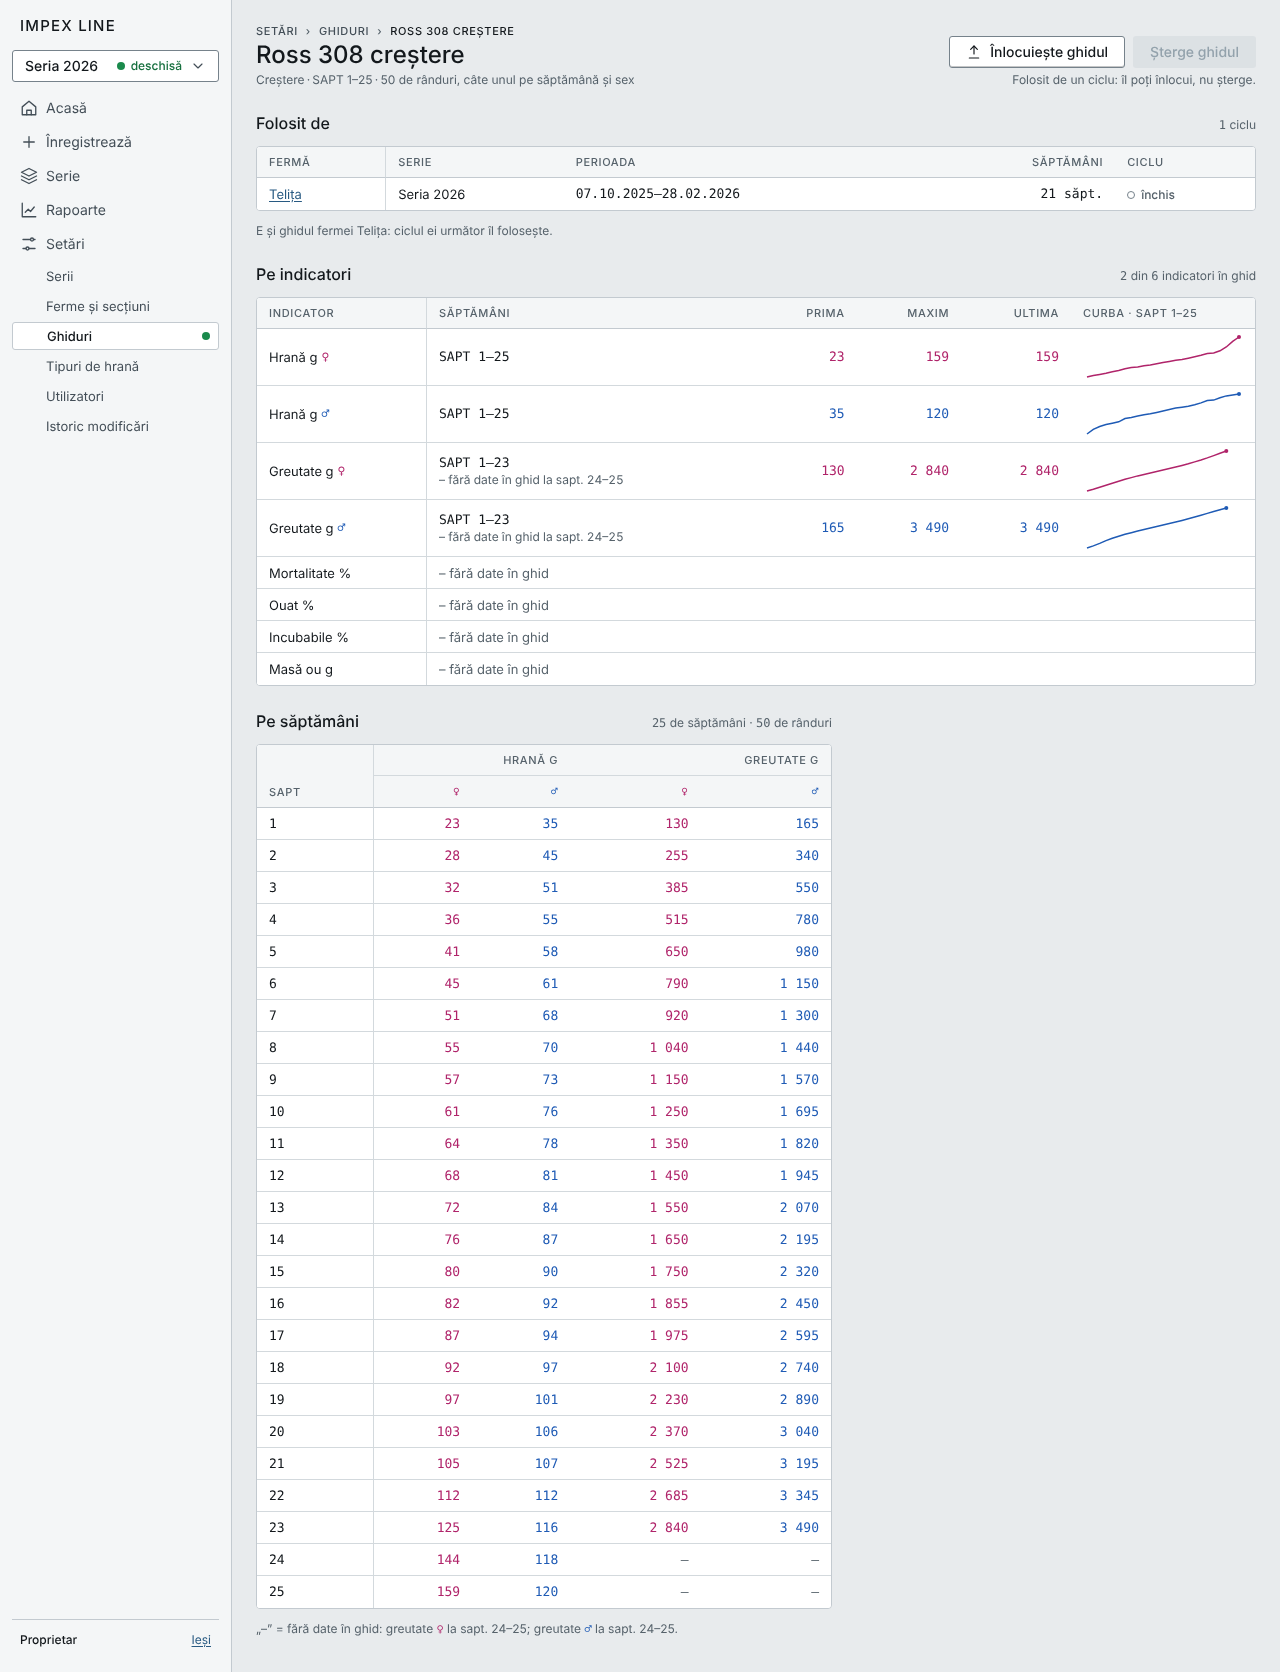 IMPEX LINE
Seria 2026 deschisă
Acasă
Înregistrează
Serie
Rapoarte
Setări
Serii
Ferme și secțiuni
Ghiduri
Tipuri de hrană
Utilizatori
Istoric modificări
Proprietar Ieși
SETĂRI › GHIDURI › ROSS 308 CREȘTERE
Ross 308 creștere
Creștere · SAPT 1–25 · 50 de rânduri, câte unul pe săptămână și sex
Înlocuiește ghidul Șterge ghidul
Folosit de un ciclu: îl poți înlocui, nu șterge.
Folosit de 1 ciclu
FERMĂ SERIE PERIOADA SĂPTĂMÂNI CICLU
Telița Seria 2026 07.10.2025–28.02.2026 21 săpt. închis
E și ghidul fermei Telița: ciclul ei următor îl folosește.
Pe indicatori 2 din 6 indicatori în ghid
INDICATOR SĂPTĂMÂNI PRIMA MAXIM ULTIMA CURBA · SAPT 1–25
Hrană g ♀ SAPT 1–25 23 159 159
Hrană g ♂ SAPT 1–25 35 120 120
Greutate g ♀ SAPT 1–23 130 2 840 2 840
– fără date în ghid la sapt. 24–25
Greutate g ♂ SAPT 1–23 165 3 490 3 490
– fără date în ghid la sapt. 24–25
Mortalitate % – fără date în ghid
Ouat % – fără date în ghid
Incubabile % – fără date în ghid
Masă ou g – fără date în ghid
Pe săptămâni 25 de săptămâni · 50 de rânduri
HRANĂ G GREUTATE G
SAPT ♀ ♂ ♀ ♂
1 23 35 130 165
2 28 45 255 340
3 32 51 385 550
4 36 55 515 780
5 41 58 650 980
6 45 61 790 1 150
7 51 68 920 1 300
8 55 70 1 040 1 440
9 57 73 1 150 1 570
10 61 76 1 250 1 695
11 64 78 1 350 1 820
12 68 81 1 450 1 945
13 72 84 1 550 2 070
14 76 87 1 650 2 195
15 80 90 1 750 2 320
16 82 92 1 855 2 450
17 87 94 1 975 2 595
18 92 97 2 100 2 740
19 97 101 2 230 2 890
20 103 106 2 370 3 040
21 105 107 2 525 3 195
22 112 112 2 685 3 345
23 125 116 2 840 3 490
24 144 118 – –
25 159 120 – –
„–” = fără date în ghid: greutate ♀ la sapt. 24–25; greutate ♂ la sapt. 24–25.